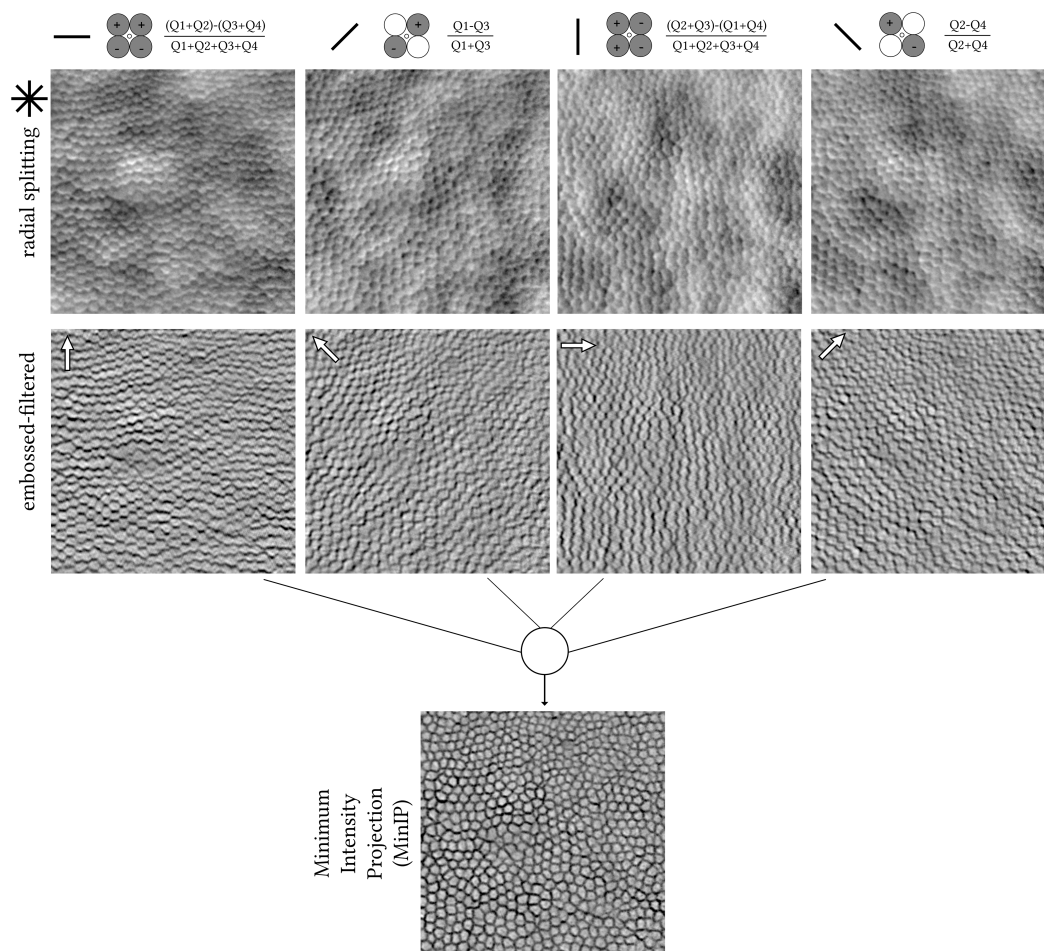 + +
- -
(Q1+Q2)-(Q3+Q4)
Q1+Q2+Q3+Q4
+
-
Q1-Q3
Q1+Q3
+ -
+ -
(Q2+Q3)-(Q1+Q4)
Q1+Q2+Q3+Q4
+
-
Q2-Q4
Q2+Q4
radial splitting
embossed-filtered
Minimum
Intensity
Projection
(MinIP)